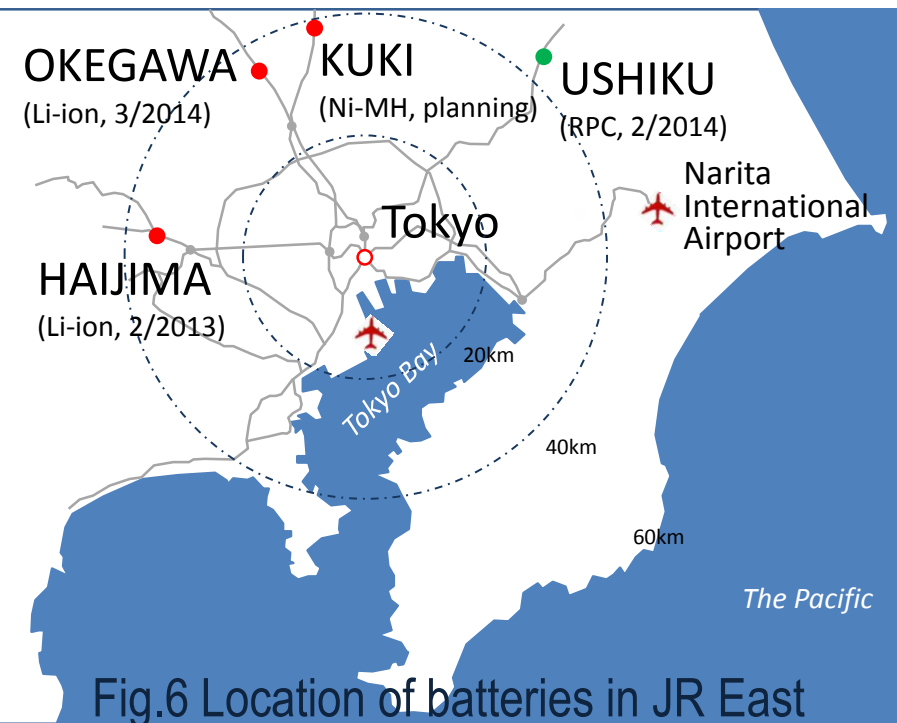 OKEGAWA
(Li-ion, 3/2014)
KUKI
(Ni-MH, planning)
USHIKU
(RPC, 2/2014)
Narita
International
Airport
Tokyo
HAIJIMA
(Li-ion, 2/2013)
20km
Tokyo Bay
40km
60km
The Pacific
Fig.6 Location of batteries in JR East